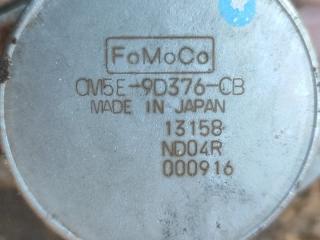 FoMoCo
CM5E-9D376-CB
MADE IN JAPAN
13158
ND04R
000916